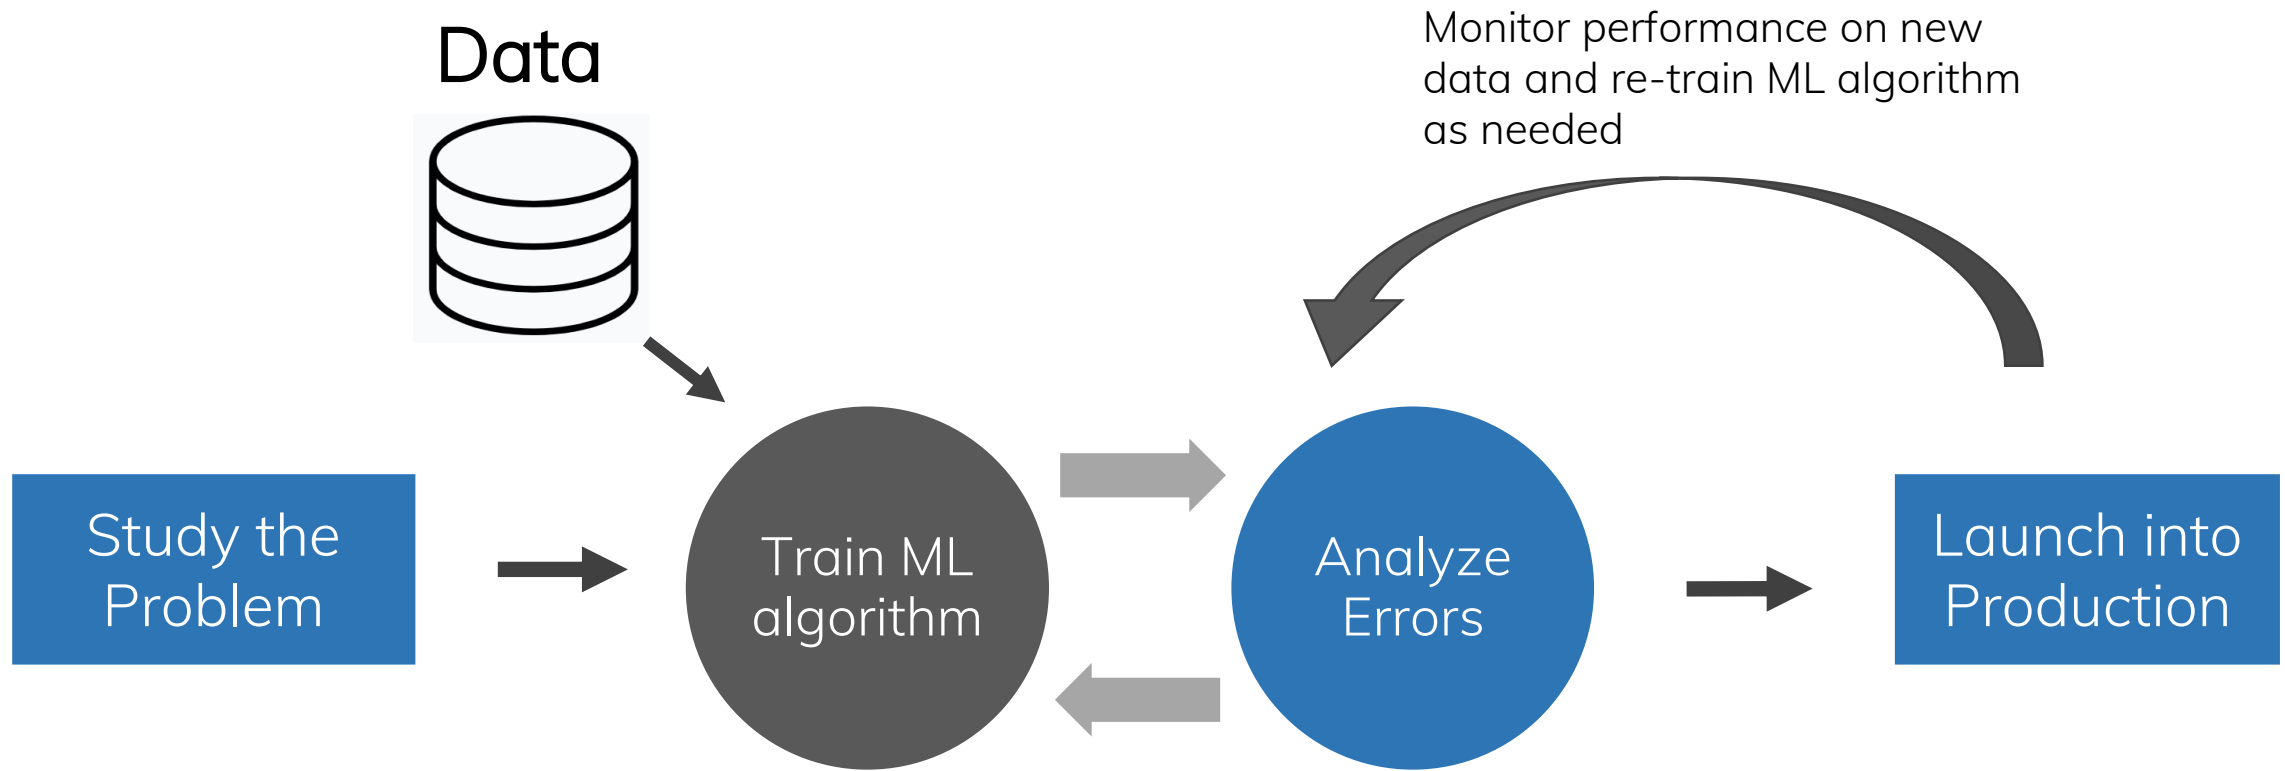 Data
Monitor performance on new
data and re-train ML algorithm
as needed
Study the
Problem
Train ML
algorithm
Analyze
Errors
Launch into
Production